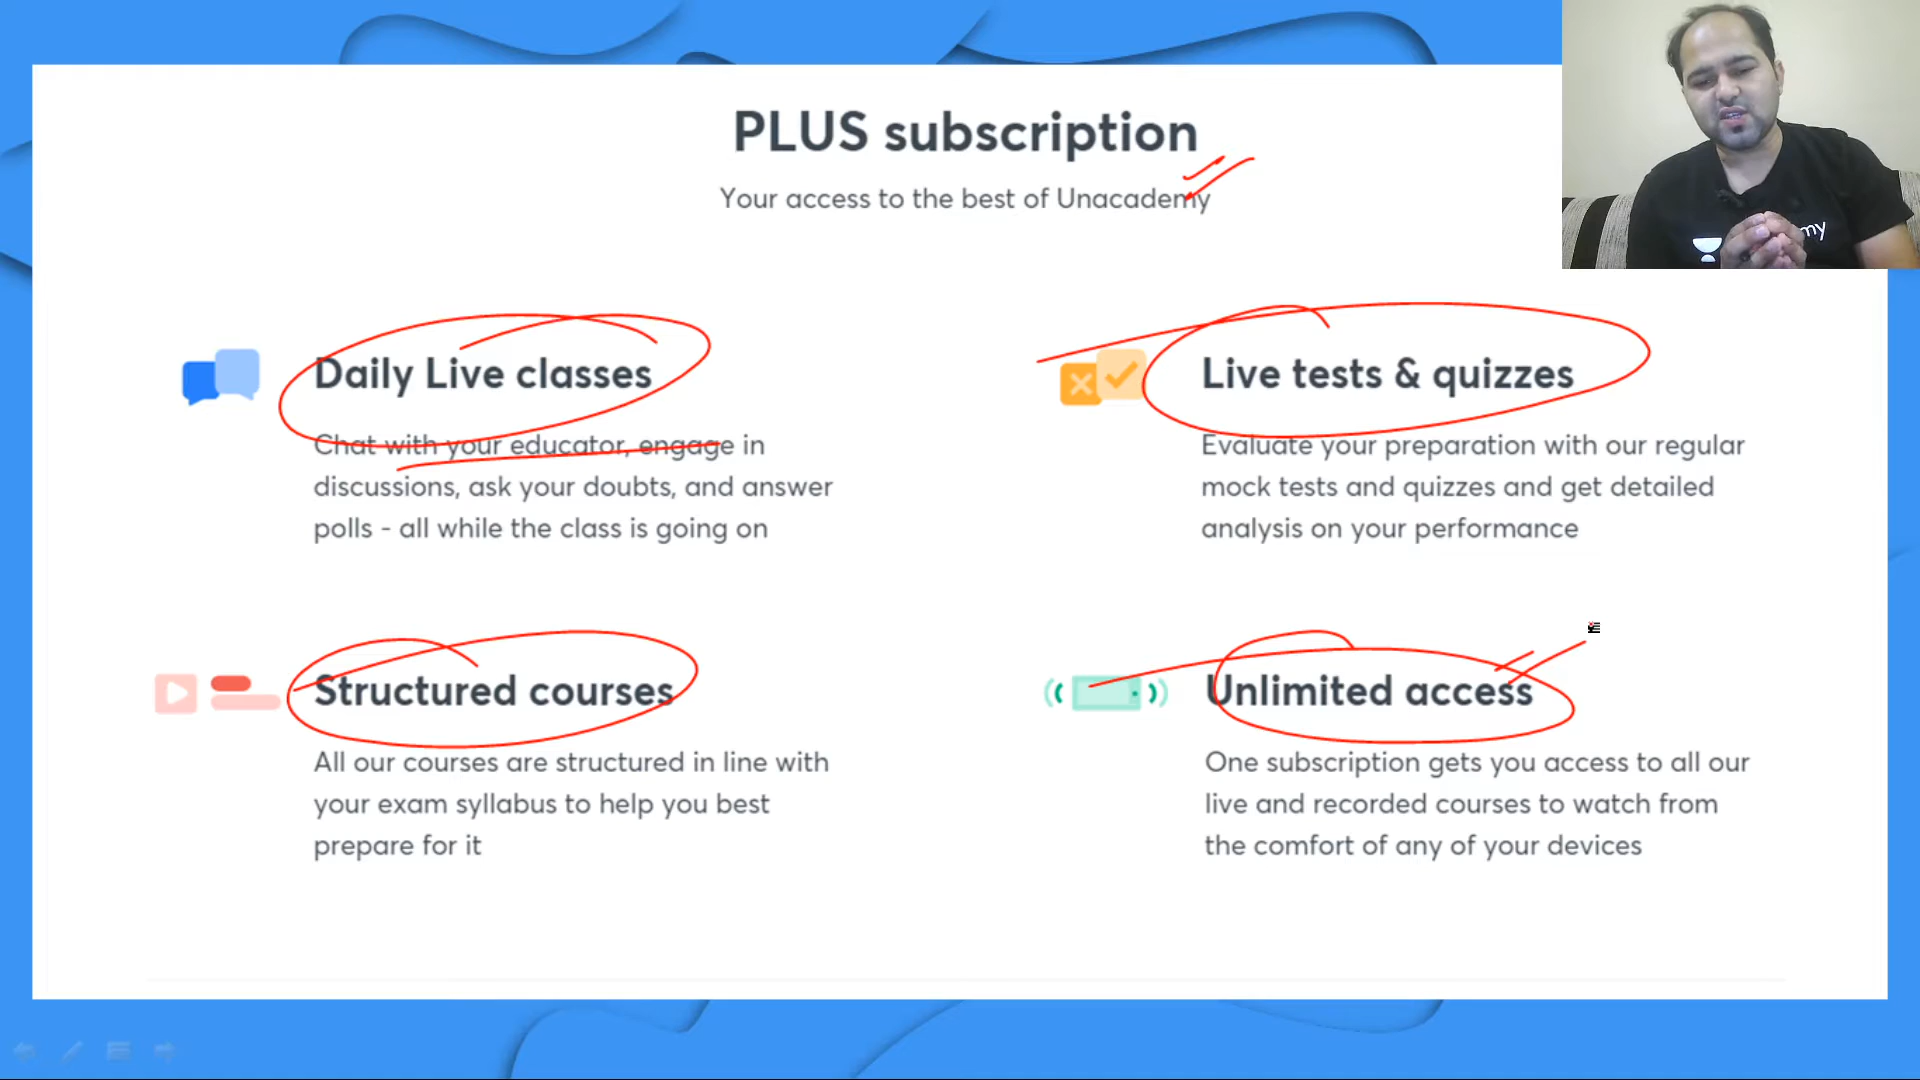 PLUS subscription
Your access to the best of Unacademy
Daily Live classes
Chat with your educator, engage in
discussions, ask your doubts, and answer
polls - all while the class is going on
Live tests & quizzes
Evaluate your preparation with our regular
mock tests and quizzes and get detailed
analysis on your performance
Structured courses
All our courses are structured in line with
your exam syllabus to help you best
prepare for it
Unlimited access
One subscription gets you access to all our
live and recorded courses to watch from
the comfort of any of your devices